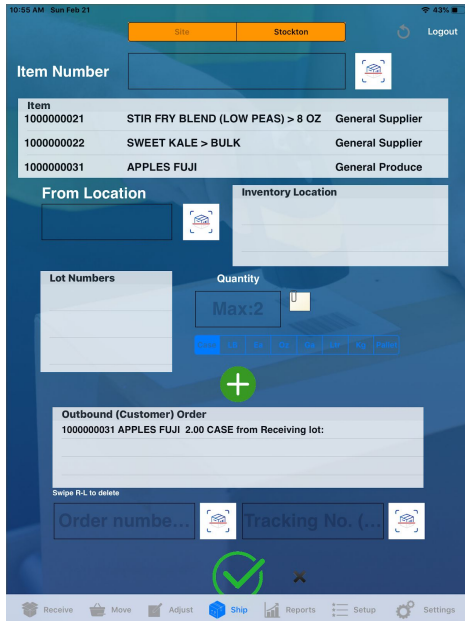 10:55 AM Sun Feb 21
43%
Site
Stockton
Logout
Item Number
Item
1000000021 STIR FRY BLEND (LOW PEAS) > 8 OZ General Supplier
1000000022 SWEET KALE > BULK General Supplier
1000000031 APPLES FUJI General Produce
From Location
Inventory Location
Lot Numbers
Quantity
Max:2
Case
Kg
Outbound (Customer) Order
1000000031 APPLES FUJI 2.00 CASE from Receiving lot:
Swipe R-L to delete
Order numbe...
Tracking No. (...
Receive Move Adjust Ship Reports Setup Settings